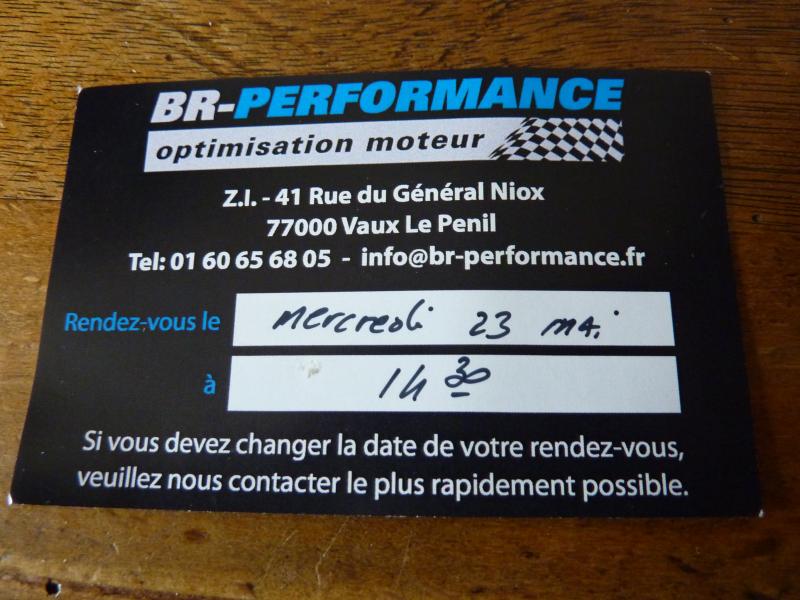 BR-PERFORMANCE
optimisation moteur
Z.I. - 41 Rue du Général Niox
77000 Vaux Le Penil
Tel: 01 60 65 68 05 - info@br-performance.fr
Rendez-vous le mercredi 23 mai
à 14 30
Si vous devez changer la date de votre rendez-vous,
veuillez nous contacter le plus rapidement possible.